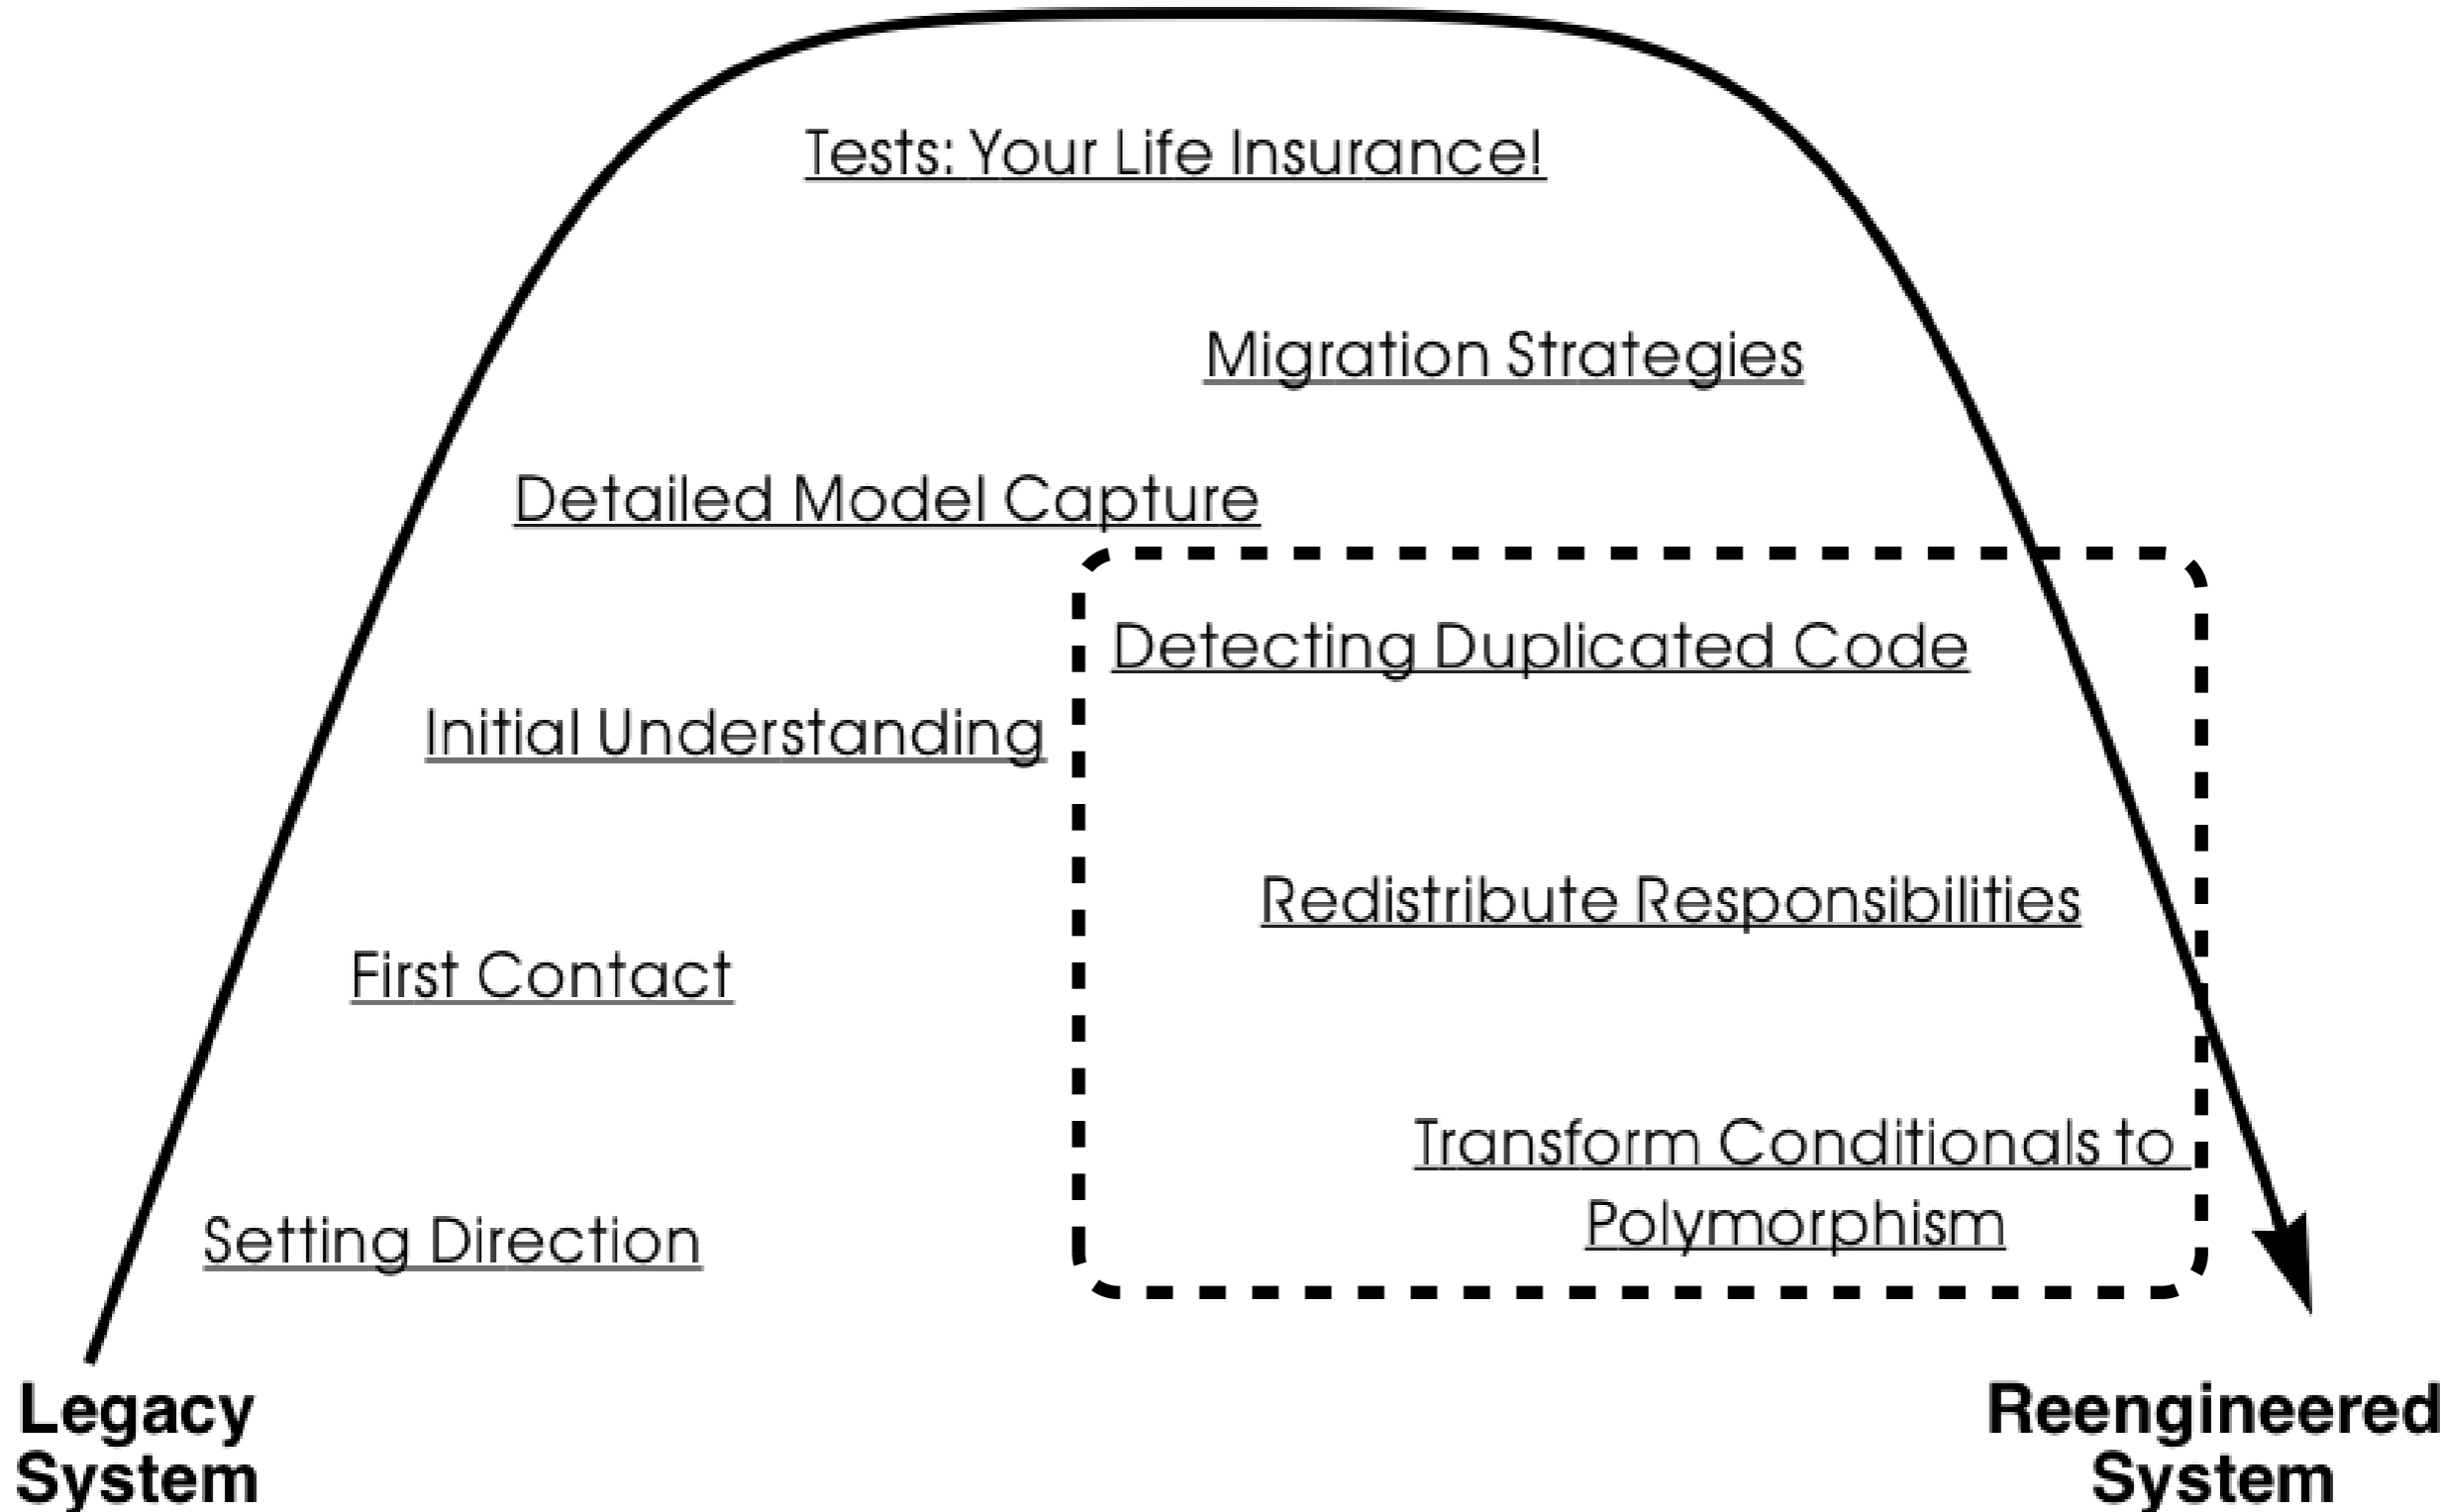 Tests: Your Life Insurance!
Migration Strategies
Detailed Model Capture
Detecting Duplicated Code
Initial Understanding
Redistribute Responsibilities
First Contact
Transform Conditionals to
Polymorphism
Setting Direction
Legacy
System
Reengineered
System